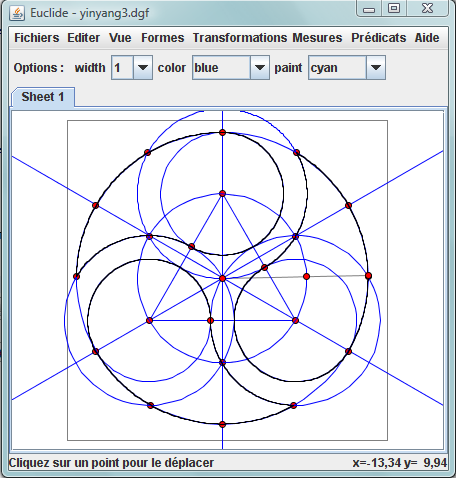 Euclide - yinyang3.dgf
Fichiers Editer Vue Formes Transformations Mesures Prédicats Aide
Options : width 1 color blue paint cyan
Sheet 1
Cliquez sur un point pour le déplacer x=-13,34 y= 9,94